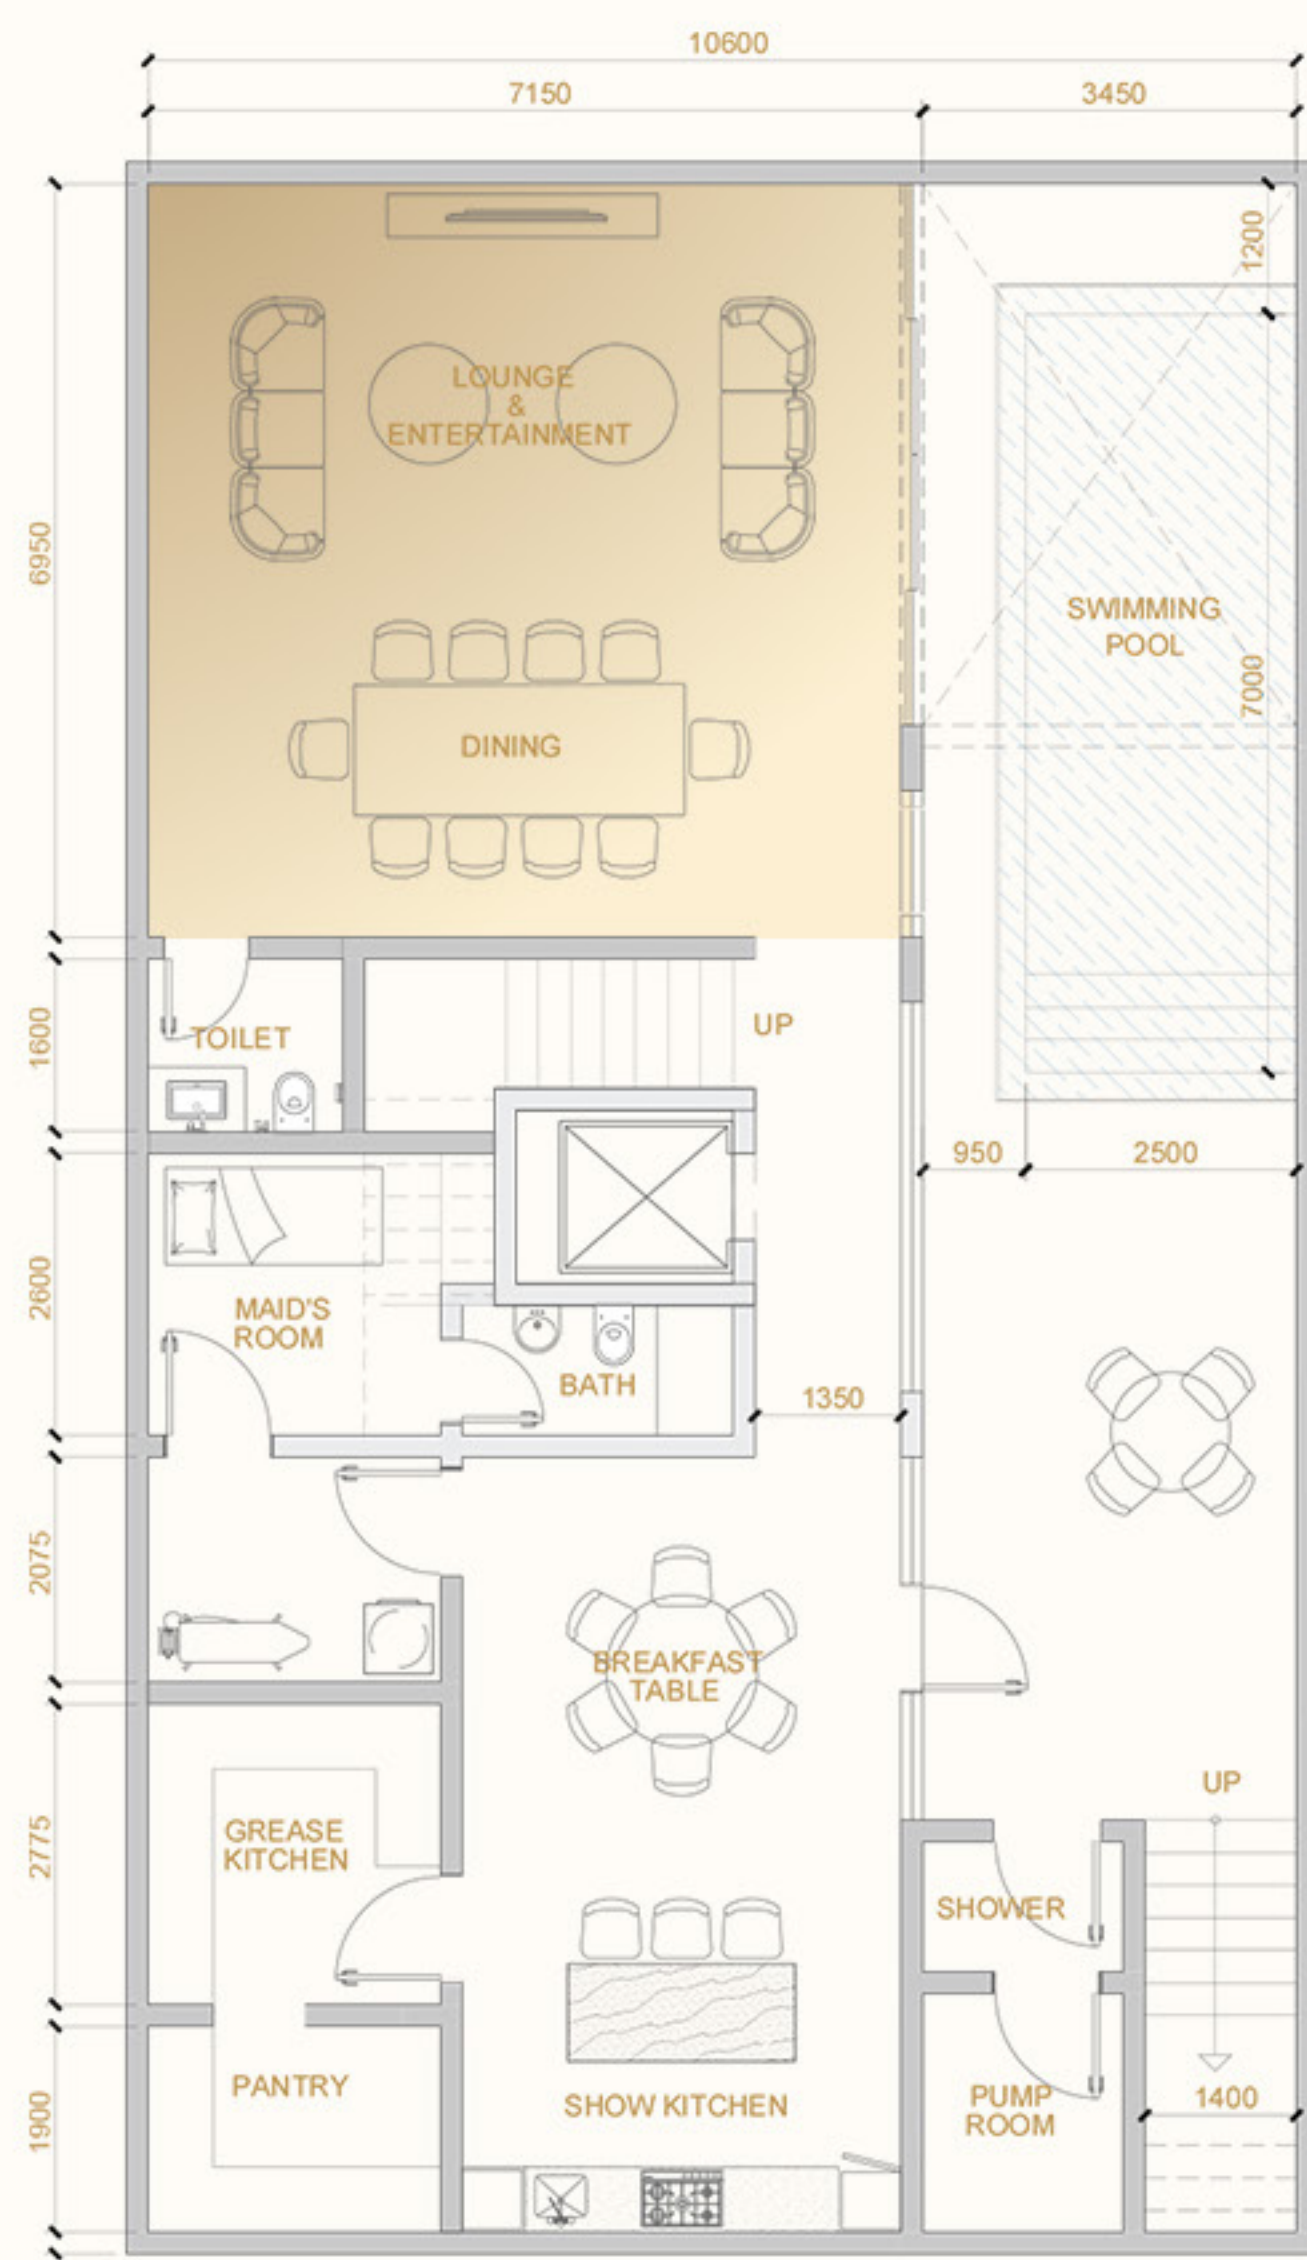 10600
7150
3450
1200
LOUNGE
&
ENTERTAINMENT
6950
SWIMMING
POOL
7000
DINING
1600
TOILET
UP
950
2500
2600
MAID'S
ROOM
BATH
1350
2075
BREAKFAST
TABLE
UP
2775
GREASE
KITCHEN
SHOWER
PANTRY
SHOW KITCHEN
PUMP
ROOM
1400
1900